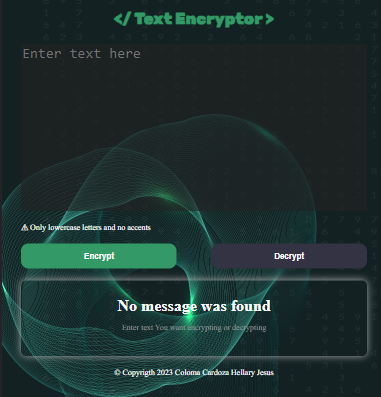 </ Text Encryptor >
Enter text here
⚠ Only lowercase letters and no accents
Encrypt
Decrypt
No message was found
Enter text You want encrypting or decrypting
© Copyrigth 2023 Coloma Cardoza Hellary Jesus